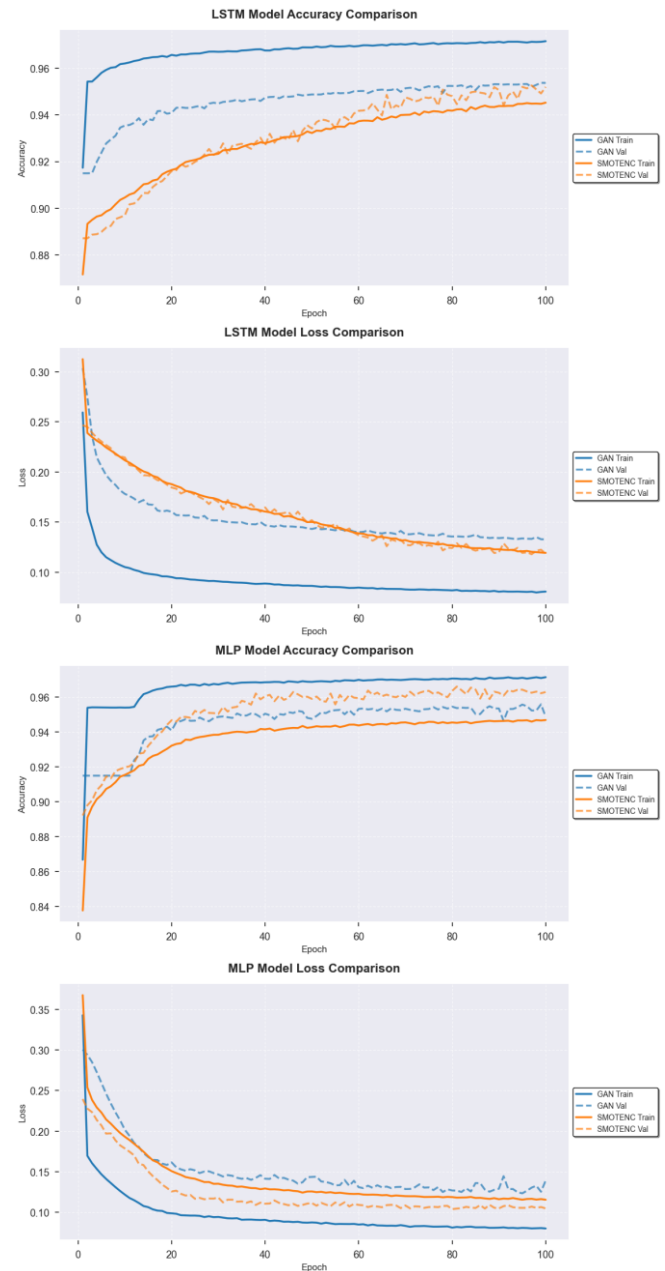 LSTM Model Accuracy Comparison
Accuracy
0.96
0.94
0.92
0.90
0.88
0
20
40
60
80
100
Epoch
GAN Train
GAN Val
SMOTENC Train
SMOTENC Val
LSTM Model Loss Comparison
Loss
0.30
0.25
0.20
0.15
0.10
0
20
40
60
80
100
Epoch
GAN Train
GAN Val
SMOTENC Train
SMOTENC Val
MLP Model Accuracy Comparison
Accuracy
0.96
0.94
0.92
0.90
0.88
0.86
0.84
0
20
40
60
80
100
Epoch
GAN Train
GAN Val
SMOTENC Train
SMOTENC Val
MLP Model Loss Comparison
Loss
0.35
0.30
0.25
0.20
0.15
0.10
0
20
40
60
80
100
Epoch
GAN Train
GAN Val
SMOTENC Train
SMOTENC Val